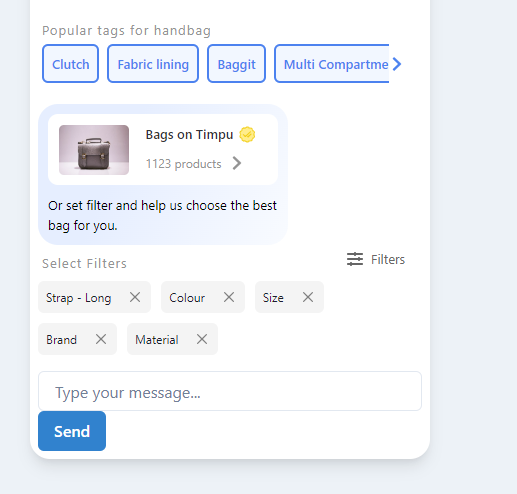 Popular tags for handbag
Clutch Fabric lining Baggit Multi Compartme
Bags on Timpu
1123 products
Or set filter and help us choose the best
bag for you.
Select Filters Filters
Strap - Long Colour Size
Brand Material
Type your message...
Send